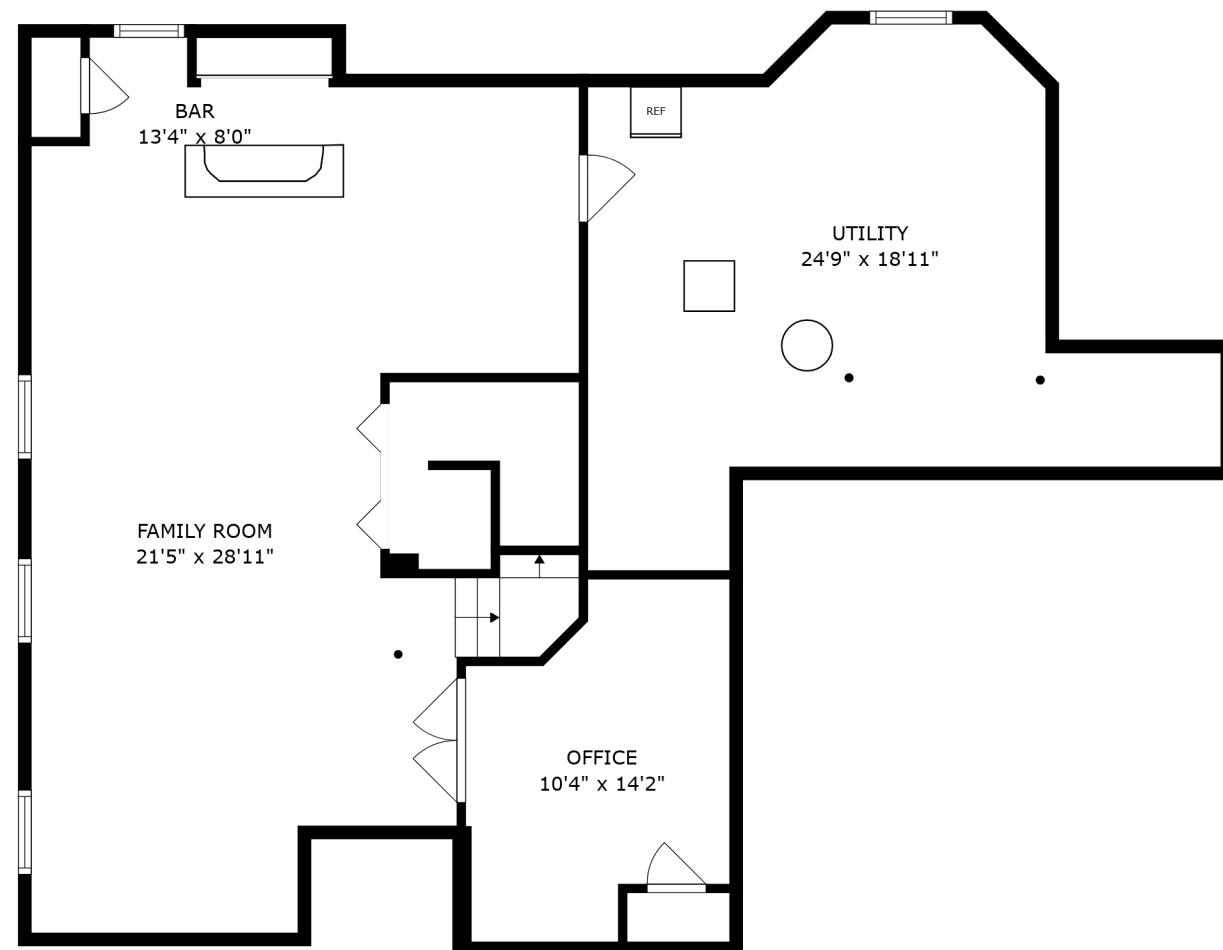 BAR
13'4" x 8'0"
REF
UTILITY
24'9" x 18'11"
FAMILY ROOM
21'5" x 28'11"
OFFICE
10'4" x 14'2"